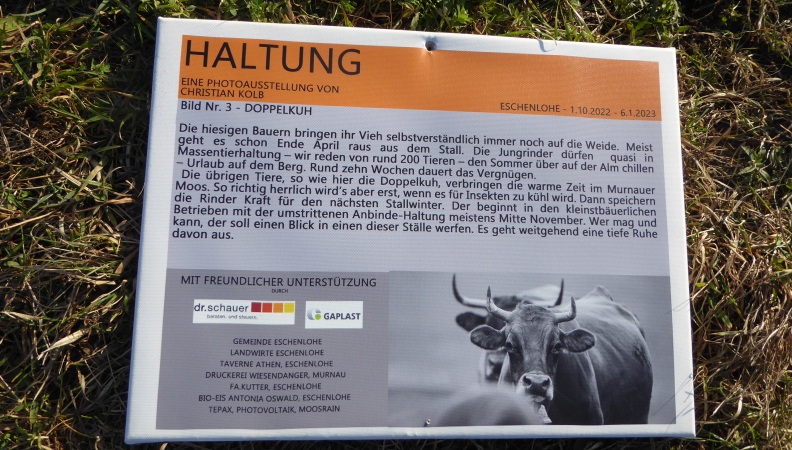 HALTUNG
EINE PHOTOAUSSTELLUNG VON
CHRISTIAN KOLB
ESCHENLOHE - 1.10.2022 - 6.1.2023
Bild Nr. 3 - DOPPELKUH
Die hiesigen Bauern bringen ihr Vieh selbstverständlich immer noch auf die Weide. Meist
geht es schon Ende April raus aus dem Stall. Die Jungrinder dürfen quasi in
Massentierhaltung – wir reden von rund 200 Tieren – den Sommer über auf der Alm chillen
– Urlaub auf dem Berg. Rund zehn Wochen dauert das Vergnügen.
Die übrigen Tiere, so wie hier die Doppelkuh, verbringen die warme Zeit im Murnauer
Moos. So richtig herrlich wird's aber erst, wenn es für Insekten zu kühl wird. Dann speichern
die Rinder Kraft für den nächsten Stallwinter. Der beginnt in den kleinstbäuerlichen
Betrieben mit der umstrittenen Anbinde-Haltung meistens Mitte November. Wer mag und
kann, der soll einen Blick in einen dieser Ställe werfen. Es geht weitgehend eine tiefe Ruhe
davon aus.
MIT FREUNDLICHER UNTERSTÜTZUNG
DURCH
dr.schauer
beraten. und steuern.
GAPLAST
GEMEINDE ESCHENLOHE
LANDWIRTE ESCHENLOHE
TAVERNE ATHEN, ESCHENLOHE
DRUCKEREI WIESENDANGER, MURNAU
FA.KUTTER, ESCHENLOHE
BIO-EIS ANTONIA OSWALD, ESCHENLOHE
TEPAX, PHOTOVOLTAIK, MOOSRAIN